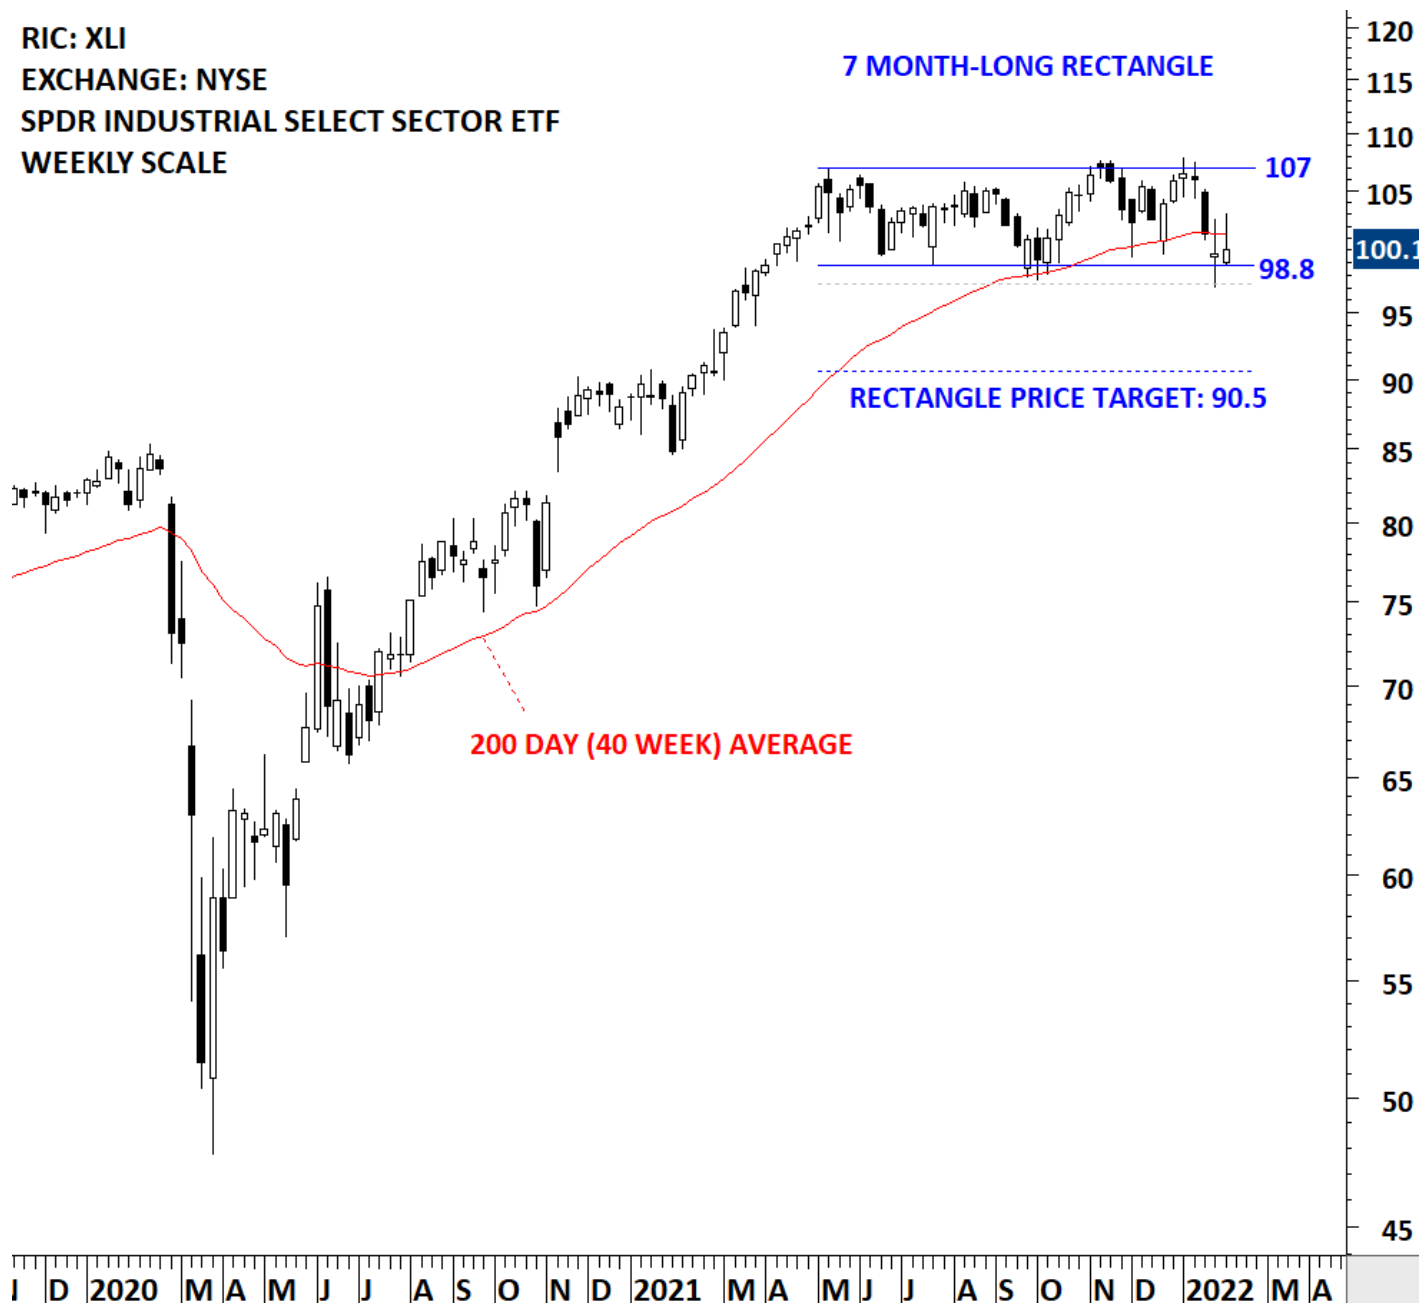 RIC: XLI
EXCHANGE: NYSE
SPDR INDUSTRIAL SELECT SECTOR ETF
WEEKLY SCALE
7 MONTH-LONG RECTANGLE
107
98.8
RECTANGLE PRICE TARGET: 90.5
200 DAY (40 WEEK) AVERAGE
120
115
110
105
100.1
95
90
85
80
75
70
65
60
55
50
45
D 2020 M A M J J A S O N D 2021 M A M J J A S O N D 2022 M A